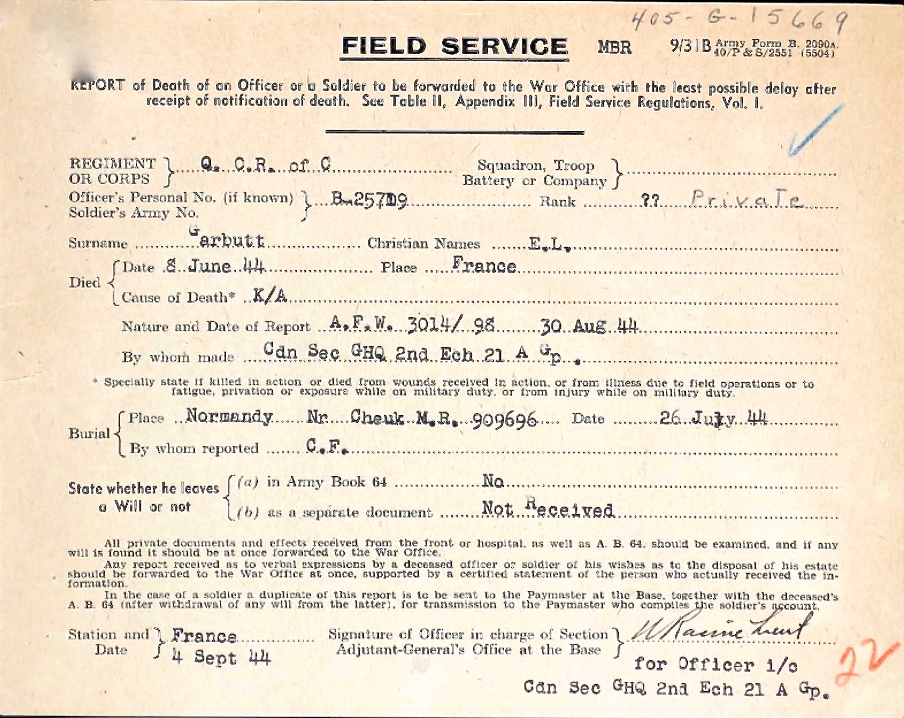 405-G-15669
FIELD SERVICE MBR 9/31B Army Form B. 2090A.
40/P & S/2551 (5504)
REPORT of Death of an Officer or a Soldier to be forwarded to the War Office with the least possible delay after
receipt of notification of death. See Table II, Appendix III, Field Service Regulations, Vol. I.
REGIMENT OR CORPS } Q. C.R. of C Squadron, Troop Battery or Company }
Officer's Personal No. (if known) Soldier's Army No. } B-25719 Rank ?? Private
Surname Garbutt Christian Names E.L.
Died { Date 8 June 44 Place France
Cause of Death* K/A
Nature and Date of Report A.F.W. 3014/ 98 30 Aug 44
By whom made Cdn Sec GHQ 2nd Ech 21 A Gp.
* Specially state if killed in action or died from wounds received in action, or from illness due to field operations or to
fatigue, privation or exposure while on military duty, or from injury while on military duty.
Burial { Place Normandy Nr. Cheuk M.R. 909696 Date 26 July 44
By whom reported C.F.
State whether he leaves a Will or not { (a) in Army Book 64 No
(b) as a separate document Not Received
All private documents and effects received from the front or hospital, as well as A. B. 64, should be examined, and if any
will is found it should be at once forwarded to the War Office.
Any report received as to verbal expressions by a deceased officer or soldier of his wishes as to the disposal of his estate
should be forwarded to the War Office at once, supported by a certified statement of the person who actually received the in-
formation.
In the case of a soldier a duplicate of this report is to be sent to the Paymaster at the Base, together with the deceased's
A. B. 64 (after withdrawal of any will from the latter), for transmission to the Paymaster who compiles the soldier's account.
Station and Date } France Signature of Officer in charge of Section Adjutant-General's Office at the Base } Racine Lieut
4 Sept 44
for Officer i/c
Cdn Sec GHQ 2nd Ech 21 A Gp.
22